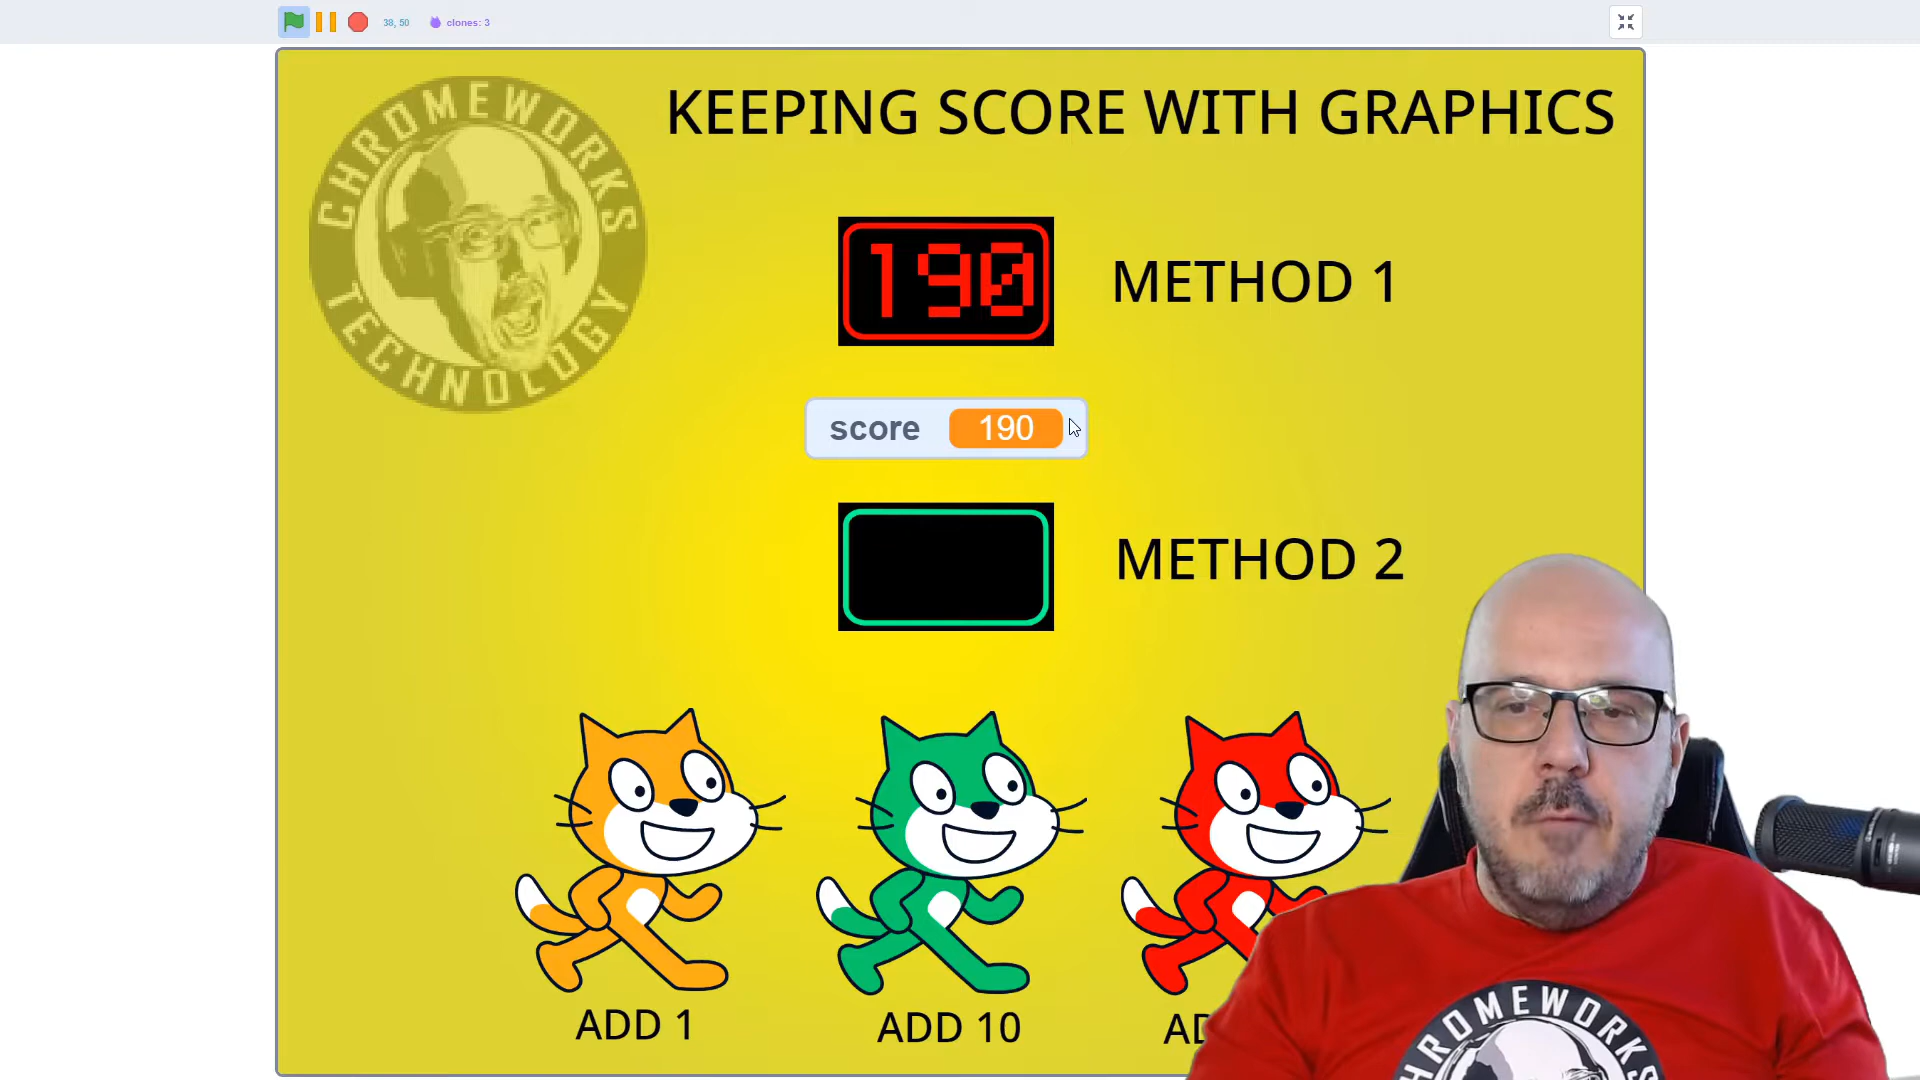 38, 50 clones: 3
KEEPING SCORE WITH GRAPHICS
CHROMEWORKS
TECHNOLOGY
190
METHOD 1
score 190
METHOD 2
ADD 1
ADD 10
CHROMEWORKS